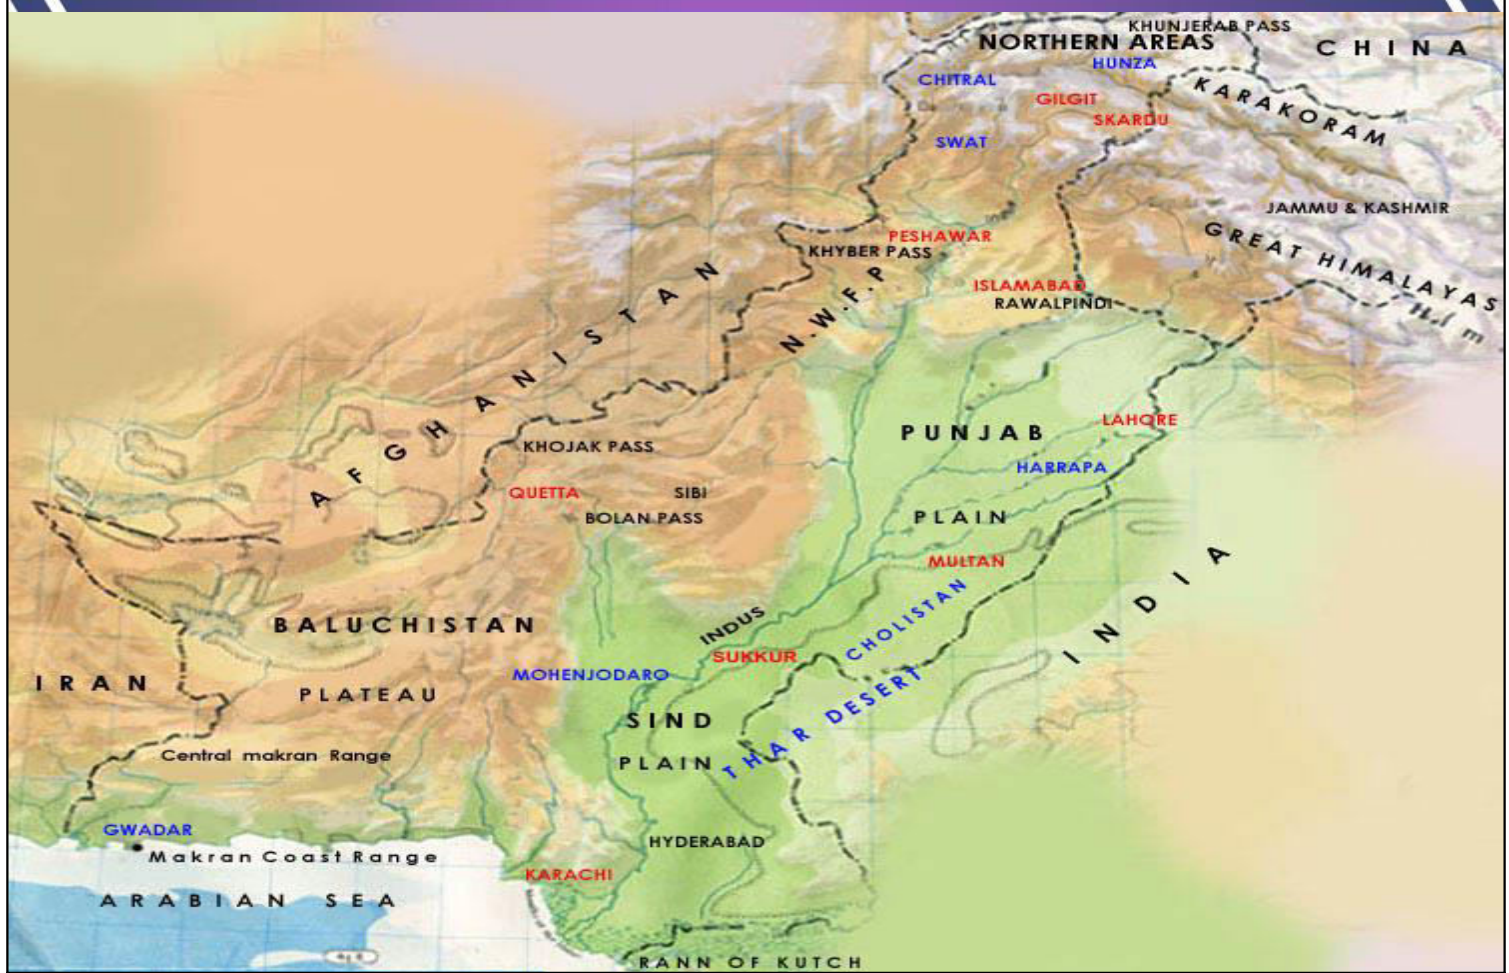 KHUNJERAB PASS
NORTHERN AREAS
CHINA
HUNZA
CHITRAL
KARAKORAM
GILGIT
SKARDU
SWAT
JAMMU & KASHMIR
PESHAWAR
KHYBER PASS
GREAT HIMALAYAS
ISLAMABAD
RAWALPINDI
N.W.F.P
AFGHANISTAN
LAHORE
PUNJAB
KHOJAK PASS
HARRAPA
QUETTA
SIBI
BOLAN PASS
PLAIN
MULTAN
INDIA
CHOLISTAN
INDUS
BALUCHISTAN
SUKKUR
MOHENJODARO
IRAN
PLATEAU
THAR DESERT
SIND
PLAIN
Central makran Range
GWADAR
HYDERABAD
Makran Coast Range
KARACHI
ARABIAN SEA
RANN OF KUTCH